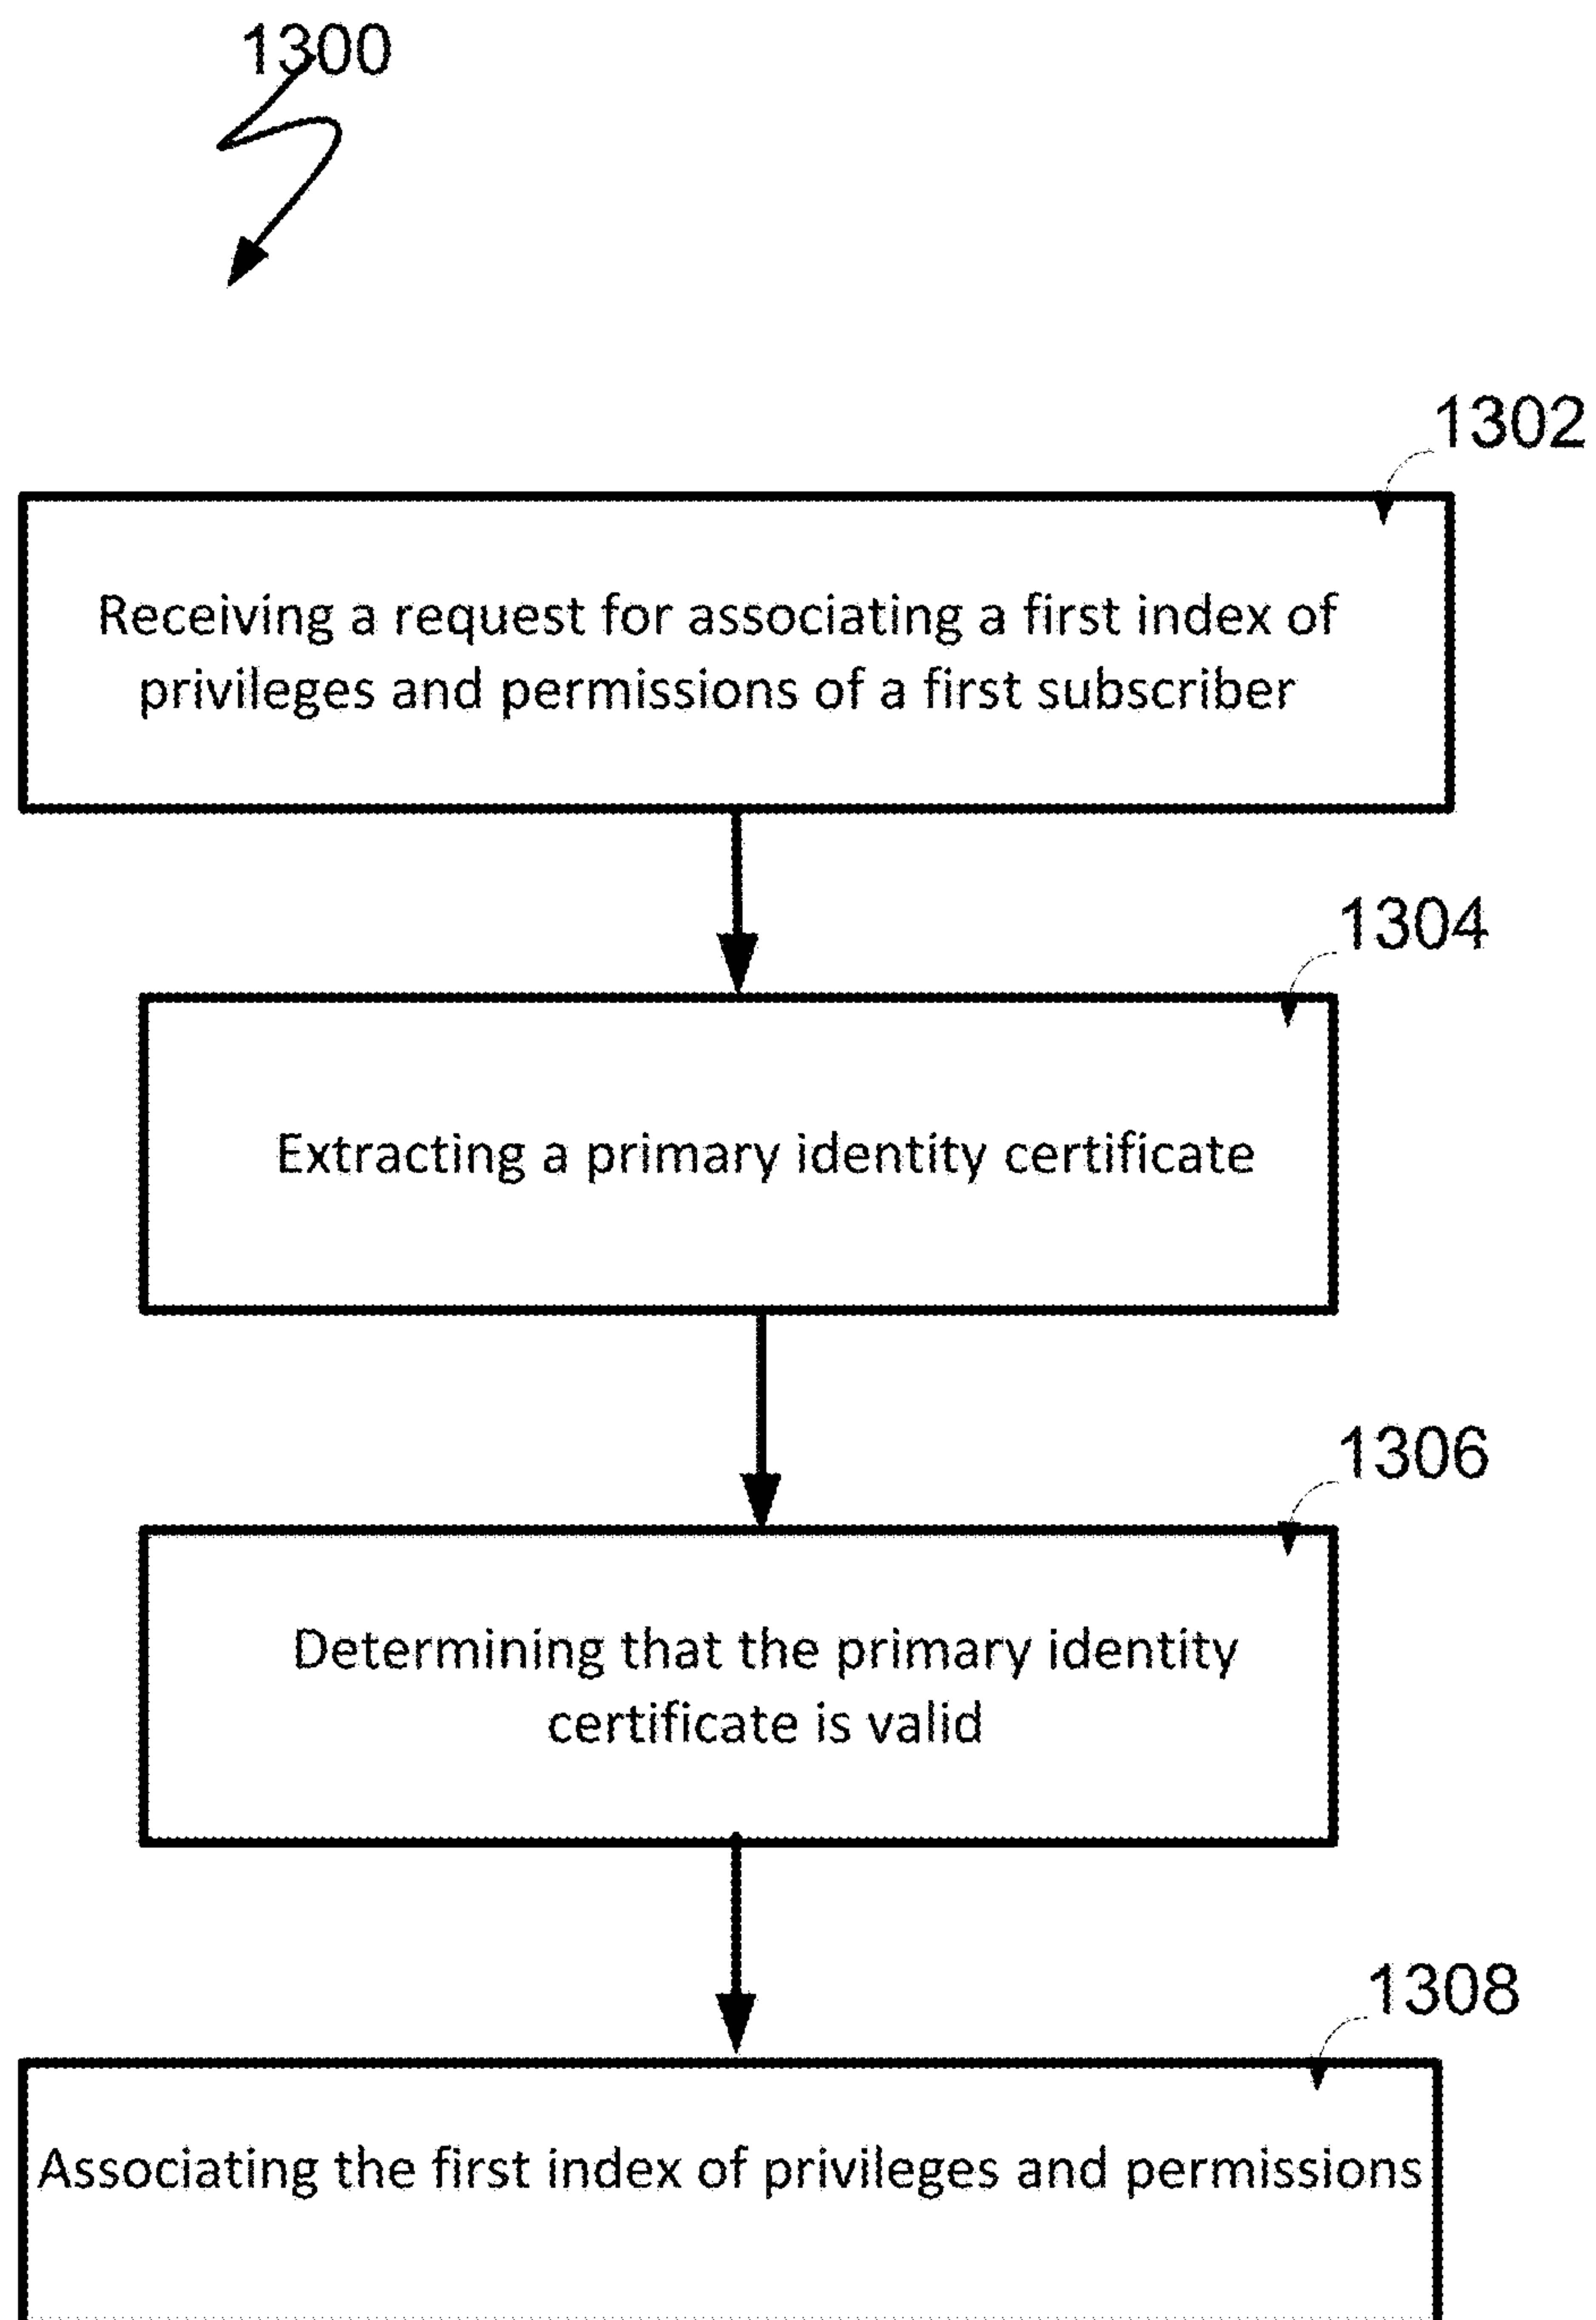 1300
1302
Receiving a request for associating a first index of
privileges and permissions of a first subscriber
1304
Extracting a primary identity certificate
1306
Determining that the primary identity
certificate is valid
1308
Associating the first index of privileges and permissions